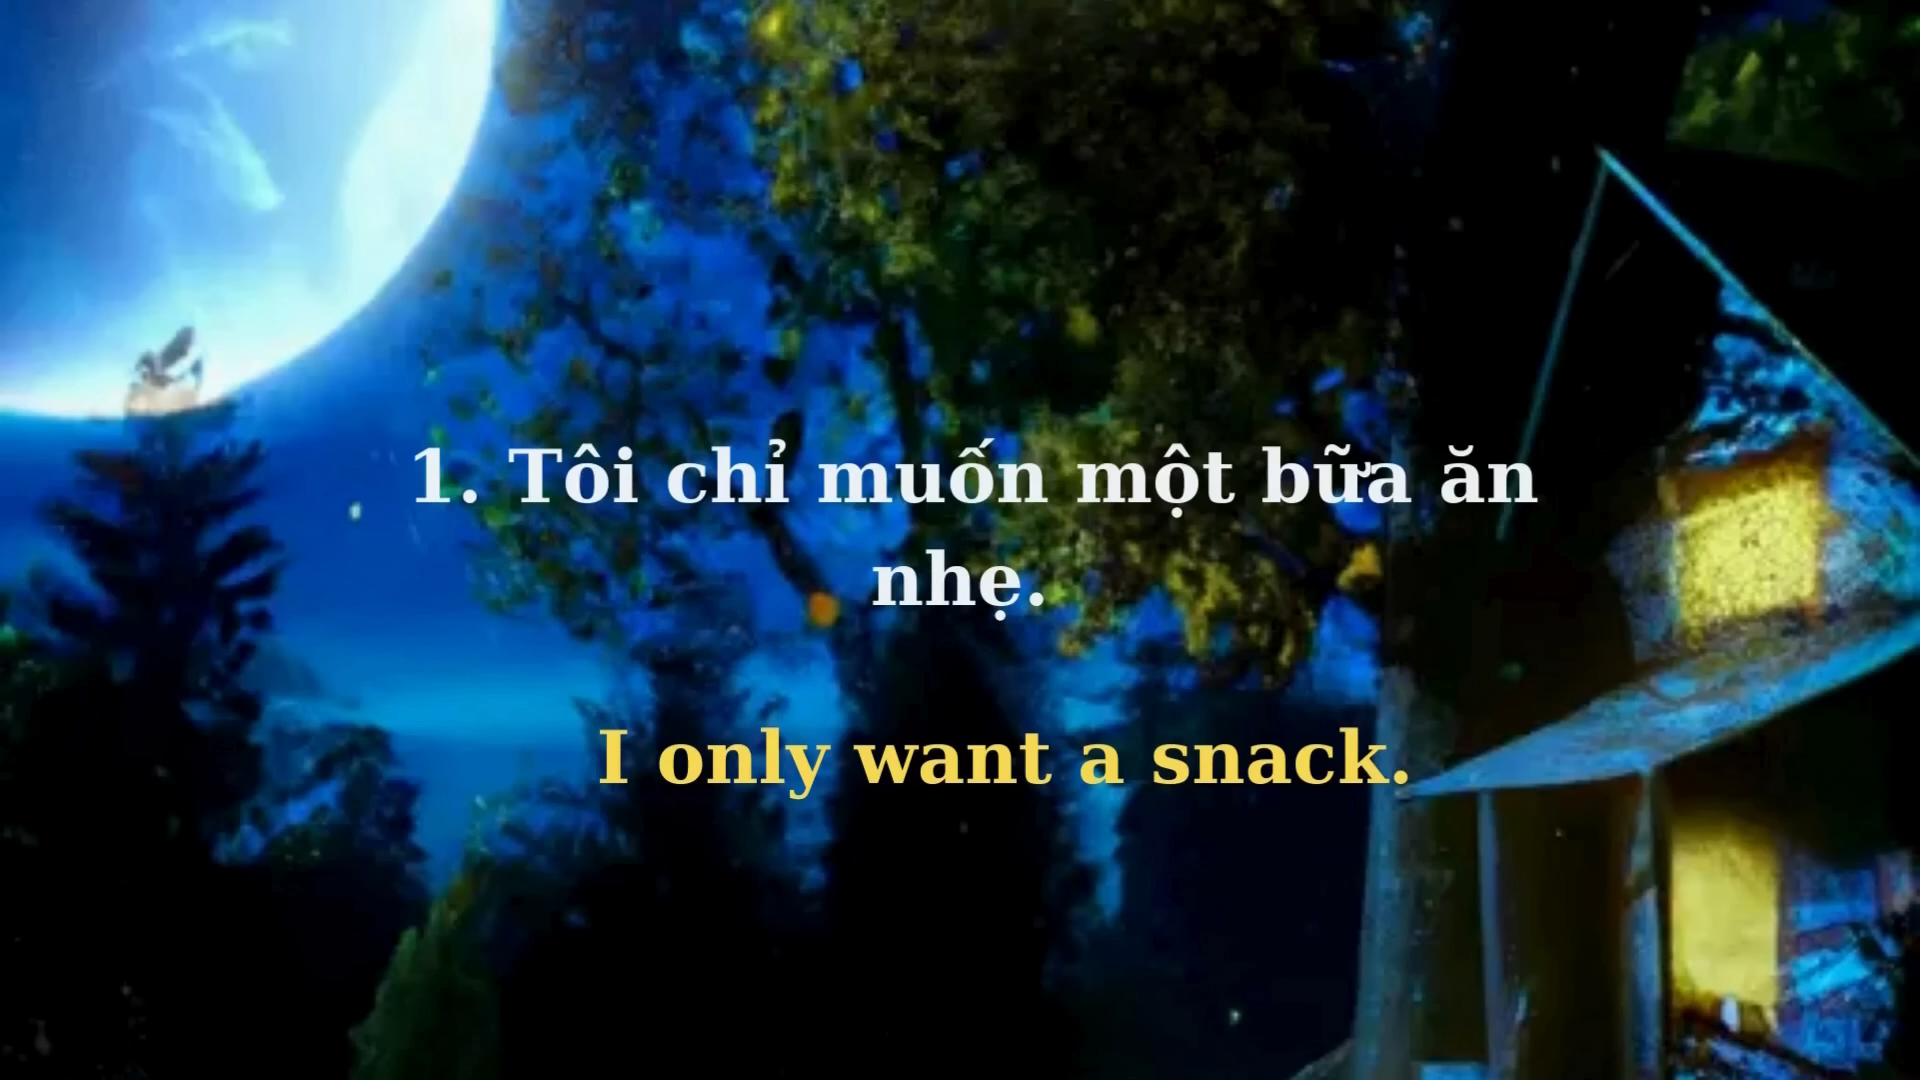 1. Tôi chỉ muốn một bữa ăn
nhẹ.
I only want a snack.